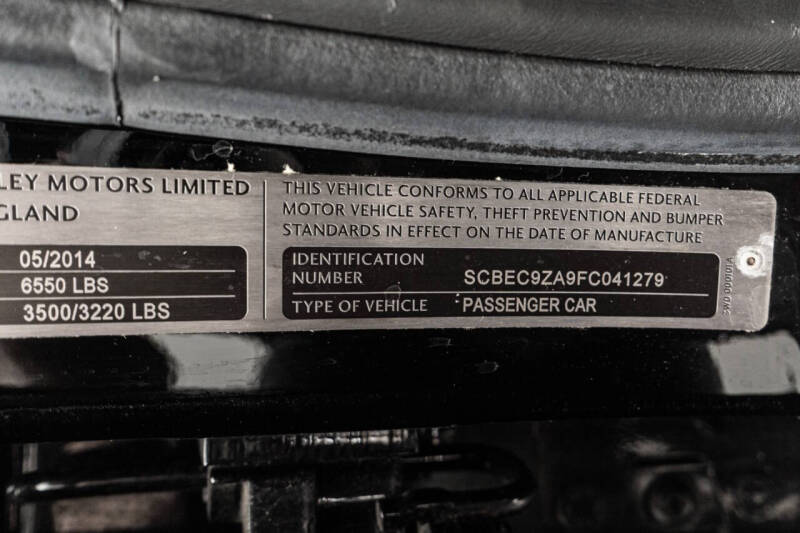 LEY MOTORS LIMITED
GLAND
05/2014
6550 LBS
3500/3220 LBS
THIS VEHICLE CONFORMS TO ALL APPLICABLE FEDERAL
MOTOR VEHICLE SAFETY, THEFT PREVENTION AND BUMPER
STANDARDS IN EFFECT ON THE DATE OF MANUFACTURE
IDENTIFICATION
NUMBER SCBEC9ZA9FC041279
TYPE OF VEHICLE PASSENGER CAR